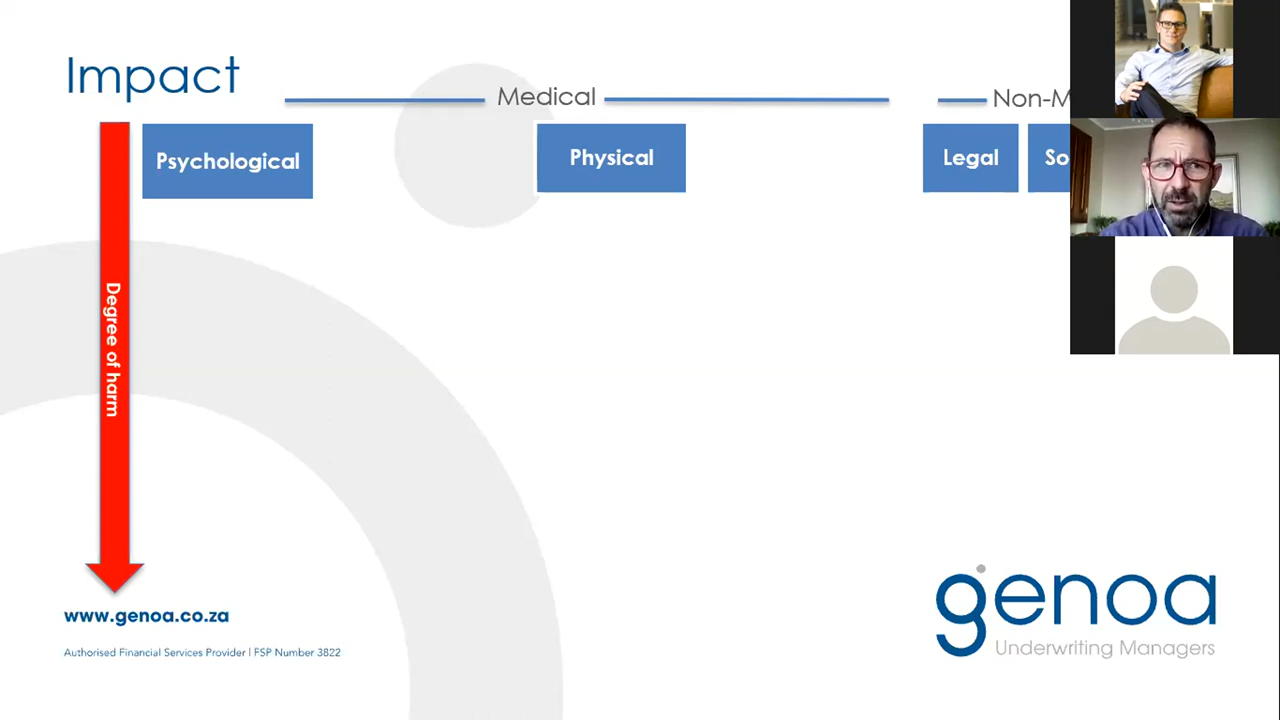 Impact
Medical
Non-M
Psychological
Physical
Legal
So
Degree of harm
www.genoa.co.za
Authorised Financial Services Provider | FSP Number 3822
genoa
Underwriting Managers